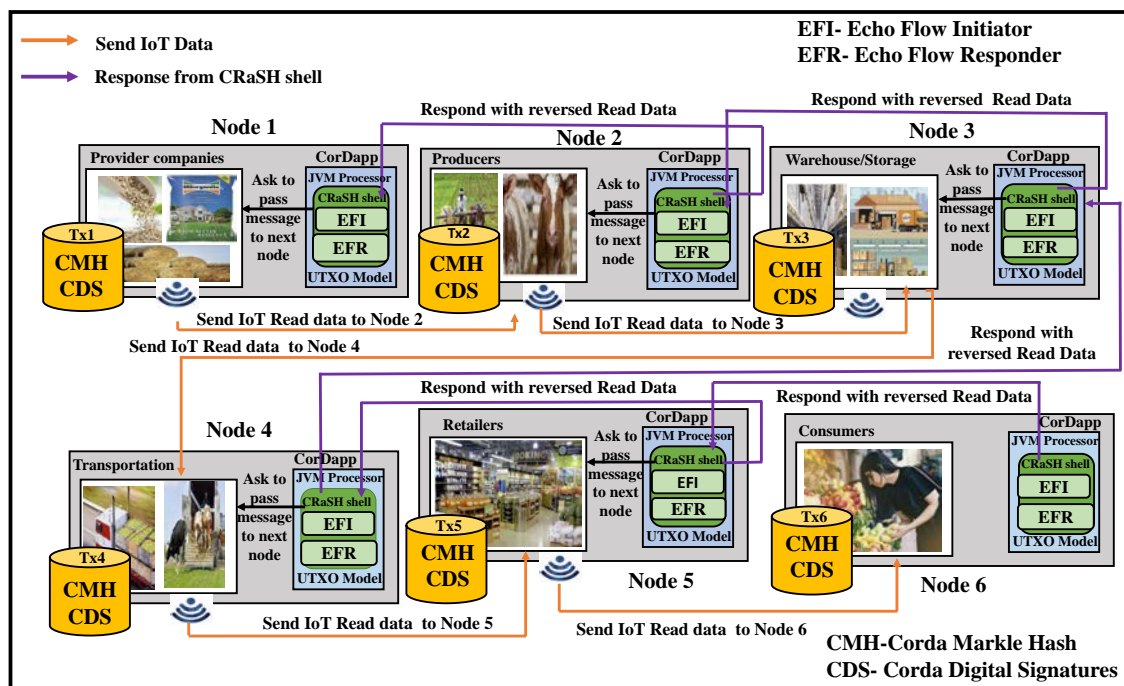 Send IoT Data
Response from CRaSH shell
EFI- Echo Flow Initiator
EFR- Echo Flow Responder
Respond with reversed Read Data
Respond with reversed Read Data
Node 1
Provider companies
CorDapp
JVM Processor
CRaSH shell
EFI
EFR
UTXO Model
Ask to
pass
message
to next
node
Tx1
CMH
CDS
Node 2
Producers
CorDapp
JVM Processor
CRaSH shell
EFI
EFR
UTXO Model
Ask to
pass
message
to next
node
Tx2
CMH
CDS
Node 3
Warehouse/Storage
CorDapp
JVM Processor
CRaSH shell
EFI
EFR
UTXO Model
Ask to
pass
message
to next
node
Tx3
CMH
CDS
Send IoT Read data to Node 2
Send IoT Read data to Node 3
Send IoT Read data to Node 4
Respond with
reversed Read Data
Respond with reversed Read Data
Respond with reversed Read Data
Node 4
Transportation
CorDapp
JVM Processor
CRaSH shell
EFI
EFR
UTXO Model
Ask to
pass
message
to next
node
Tx4
CMH
CDS
Retailers
CorDapp
JVM Processor
CRaSH shell
EFI
EFR
UTXO Model
Ask to
pass
message
to next
node
Tx5
CMH
CDS
Node 5
Consumers
CorDapp
JVM Processor
CRaSH shell
EFI
EFR
UTXO Model
Tx6
CMH
CDS
Node 6
Send IoT Read data to Node 5
Send IoT Read data to Node 6
CMH-Corda Markle Hash
CDS- Corda Digital Signatures